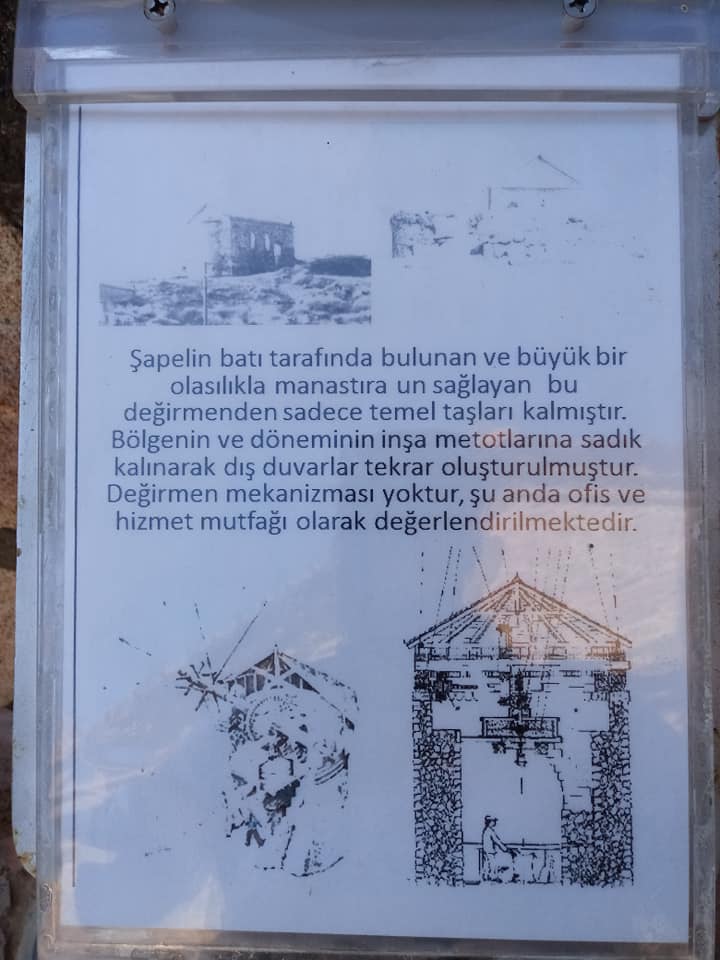 Şapelin batı tarafında bulunan ve büyük bir
olasılıkla manastıra un sağlayan bu
değirmenden sadece temel taşları kalmıştır.
Bölgenin ve döneminin inşa metotlarına sadık
kalınarak dış duvarlar tekrar oluşturulmuştur.
Değirmen mekanizması yoktur, şu anda ofis ve
hizmet mutfağı olarak değerlendirilmektedir.